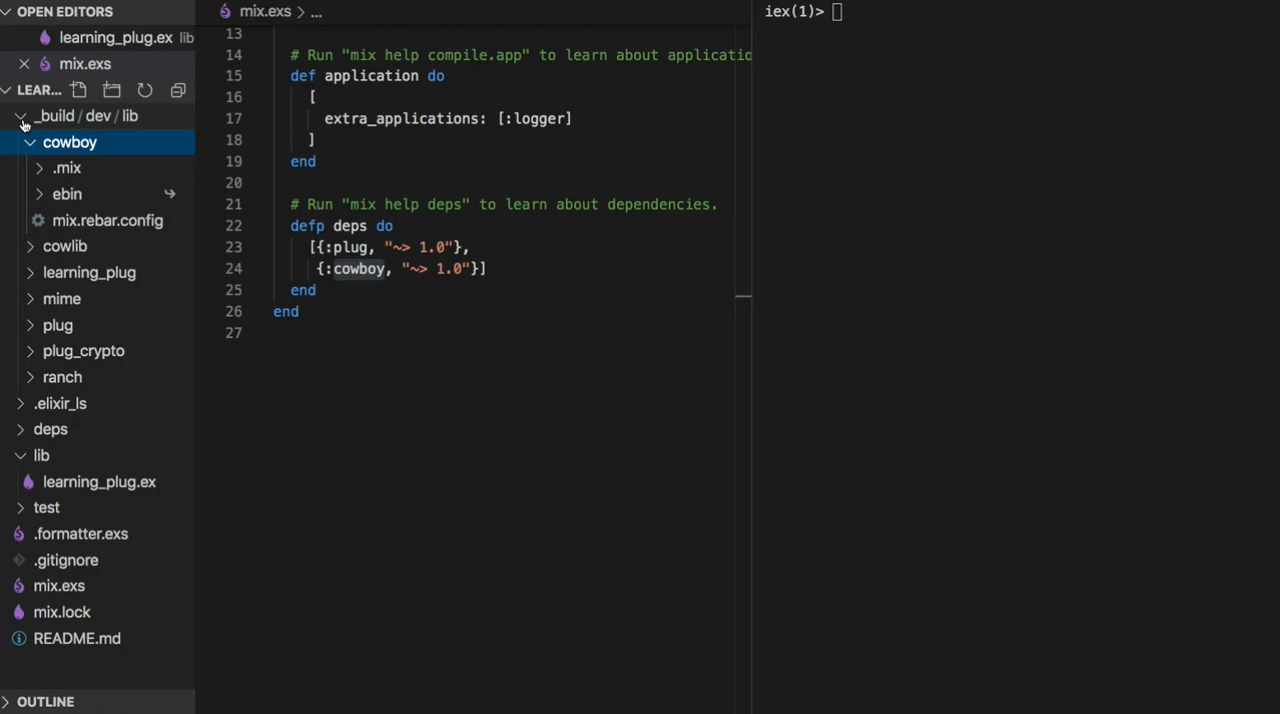 OPEN EDITORS
learning_plug.ex lib
mix.exs
LEAR...
_build / dev / lib
cowboy
.mix
ebin
mix.rebar.config
cowlib
learning_plug
mime
plug
plug_crypto
ranch
.elixir_ls
deps
lib
learning_plug.ex
test
.formatter.exs
.gitignore
mix.exs
mix.lock
README.md
OUTLINE
mix.exs > ...
13
14 # Run "mix help compile.app" to learn about applicatio
15 def application do
16 [
17 extra_applications: [:logger]
18 ]
19 end
20
21 # Run "mix help deps" to learn about dependencies.
22 defp deps do
23 [{:plug, "~> 1.0"},
24 {:cowboy, "~> 1.0"}]
25 end
26 end
27
iex(1)>